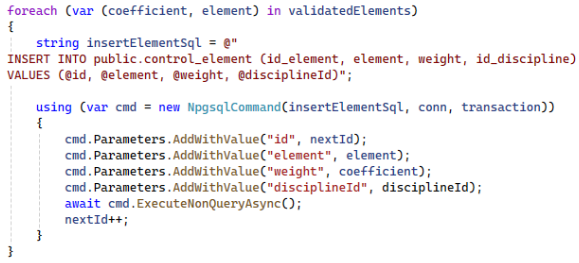 foreach (var (coefficient, element) in validatedElements)
{
    string insertElementSql = @"
INSERT INTO public.control_element (id_element, element, weight, id_discipline)
VALUES (@id, @element, @weight, @disciplineId)";

    using (var cmd = new NpgsqlCommand(insertElementSql, conn, transaction))
    {
        cmd.Parameters.AddWithValue("id", nextId);
        cmd.Parameters.AddWithValue("element", element);
        cmd.Parameters.AddWithValue("weight", coefficient);
        cmd.Parameters.AddWithValue("disciplineId", disciplineId);
        await cmd.ExecuteNonQueryAsync();
        nextId++;
    }
}